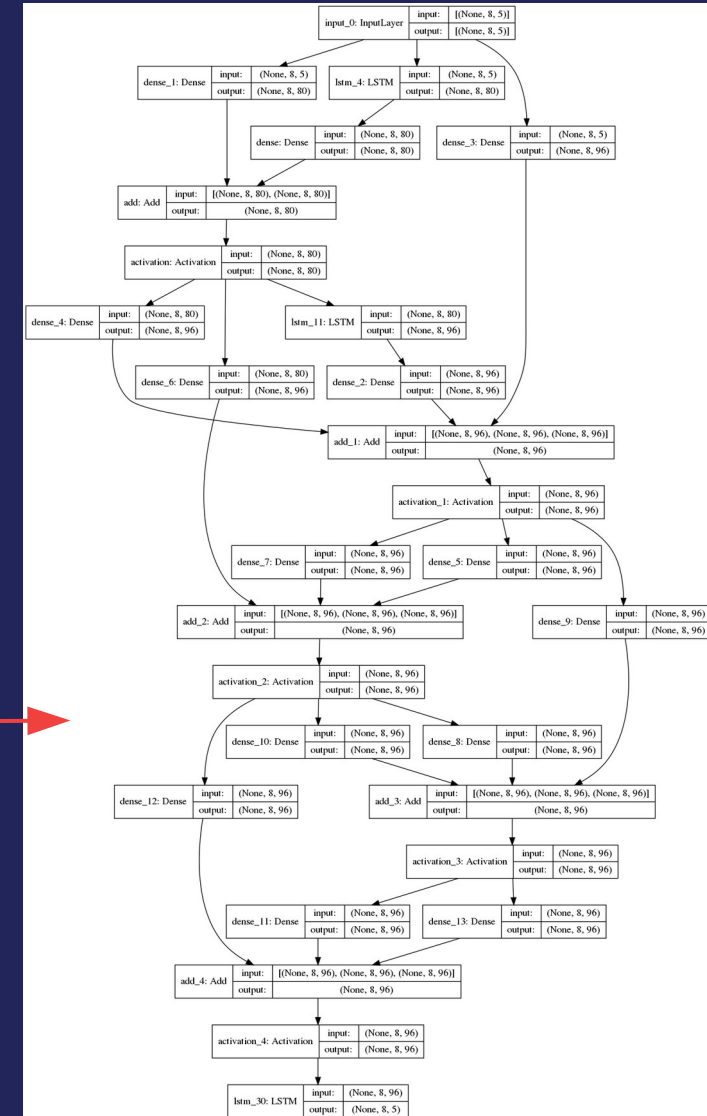 input_0: InputLayer input: [(None, 8, 5)]
output: [(None, 8, 5)]
dense_1: Dense input: (None, 8, 5)
output: (None, 8, 80)
lstm_4: LSTM input: (None, 8, 5)
output: (None, 8, 80)
dense: Dense input: (None, 8, 80)
output: (None, 8, 80)
dense_3: Dense input: (None, 8, 5)
output: (None, 8, 96)
add: Add input: [(None, 8, 80), (None, 8, 80)]
output: (None, 8, 80)
activation: Activation input: (None, 8, 80)
output: (None, 8, 80)
dense_4: Dense input: (None, 8, 80)
output: (None, 8, 96)
lstm_11: LSTM input: (None, 8, 80)
output: (None, 8, 96)
dense_6: Dense input: (None, 8, 80)
output: (None, 8, 96)
dense_2: Dense input: (None, 8, 96)
output: (None, 8, 96)
add_1: Add input: [(None, 8, 96), (None, 8, 96), (None, 8, 96)]
output: (None, 8, 96)
activation_1: Activation input: (None, 8, 96)
output: (None, 8, 96)
dense_7: Dense input: (None, 8, 96)
output: (None, 8, 96)
dense_5: Dense input: (None, 8, 96)
output: (None, 8, 96)
add_2: Add input: [(None, 8, 96), (None, 8, 96), (None, 8, 96)]
output: (None, 8, 96)
dense_9: Dense input: (None, 8, 96)
output: (None, 8, 96)
activation_2: Activation input: (None, 8, 96)
output: (None, 8, 96)
dense_10: Dense input: (None, 8, 96)
output: (None, 8, 96)
dense_8: Dense input: (None, 8, 96)
output: (None, 8, 96)
dense_12: Dense input: (None, 8, 96)
output: (None, 8, 96)
add_3: Add input: [(None, 8, 96), (None, 8, 96), (None, 8, 96)]
output: (None, 8, 96)
activation_3: Activation input: (None, 8, 96)
output: (None, 8, 96)
dense_11: Dense input: (None, 8, 96)
output: (None, 8, 96)
dense_13: Dense input: (None, 8, 96)
output: (None, 8, 96)
add_4: Add input: [(None, 8, 96), (None, 8, 96), (None, 8, 96)]
output: (None, 8, 96)
activation_4: Activation input: (None, 8, 96)
output: (None, 8, 96)
lstm_30: LSTM input: (None, 8, 96)
output: (None, 8, 5)